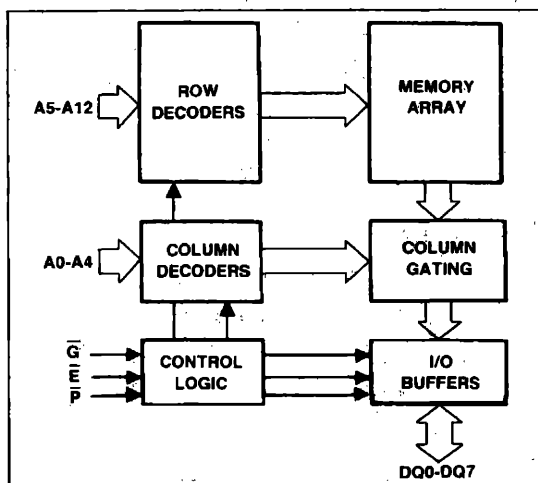 ROW
DECODERS
MEMORY
ARRAY
A5-A12
COLUMN
DECODERS
COLUMN
GATING
A0-A4
G̅
E̅
P̅
CONTROL
LOGIC
I/O
BUFFERS
DQ0-DQ7